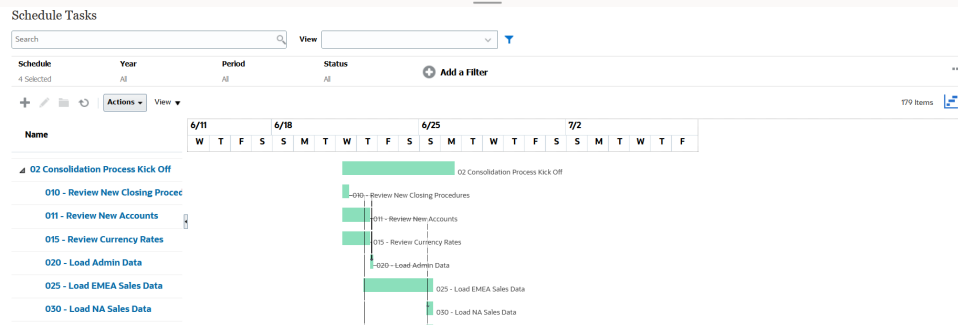 Schedule Tasks
Search
View
Schedule Year Period Status
4 Selected All All All
Add a Filter
Actions View 179 Items
Name
6/11 6/18 6/25 7/2
W T F S S M T W T F S S M T W T F S S M T W T F
02 Consolidation Process Kick Off 02 Consolidation Process Kick Off
010 - Review New Closing Proced 010 - Review New Closing Procedures
011 - Review New Accounts 011 - Review New Accounts
015 - Review Currency Rates 015 - Review Currency Rates
020 - Load Admin Data 020 - Load Admin Data
025 - Load EMEA Sales Data 025 - Load EMEA Sales Data
030 - Load NA Sales Data 030 - Load NA Sales Data